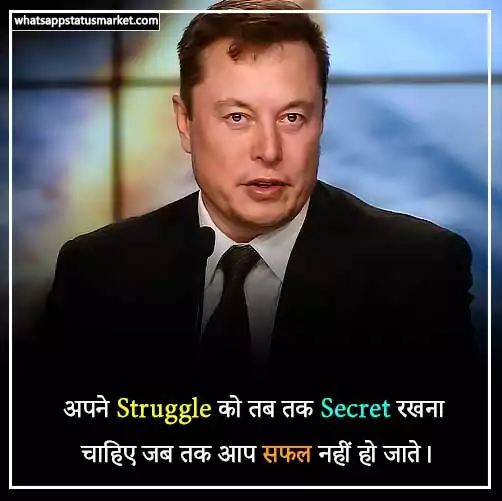 whatsappstatusmarket.com
अपने Struggle को तब तक Secret रखना
चाहिए जब तक आप सफल नहीं हो जाते।